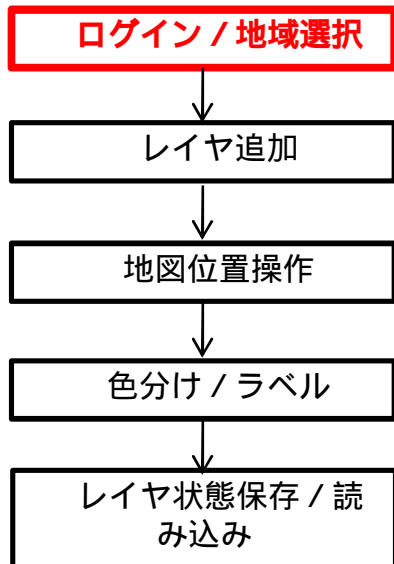 ログイン / 地域選択
レイヤ追加
地図位置操作
色分け / ラベル
レイヤ状態保存 / 読
み込み